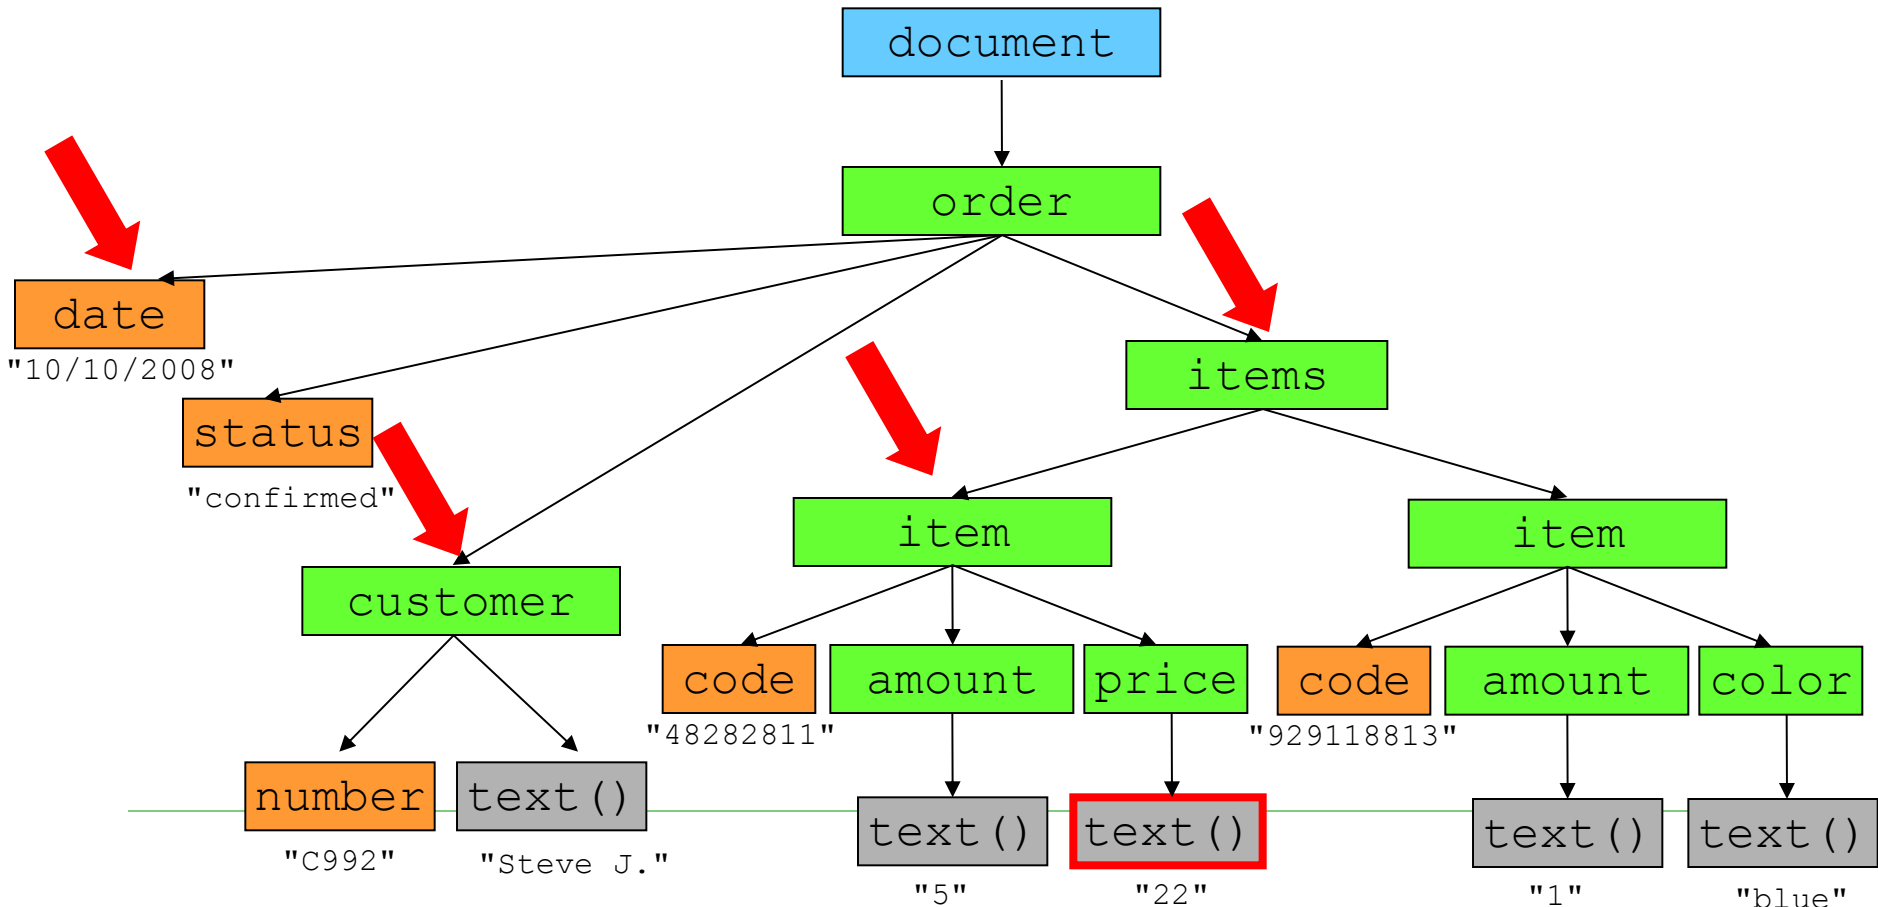 document
order
date
"10/10/2008"
items
status
"confirmed"
item
item
customer
code
amount
price
code
amount
color
"48282811"
"929118813"
number
text()
text()
text()
text()
text()
"C992"
"Steve J."
"5"
"22"
"1"
"blue"